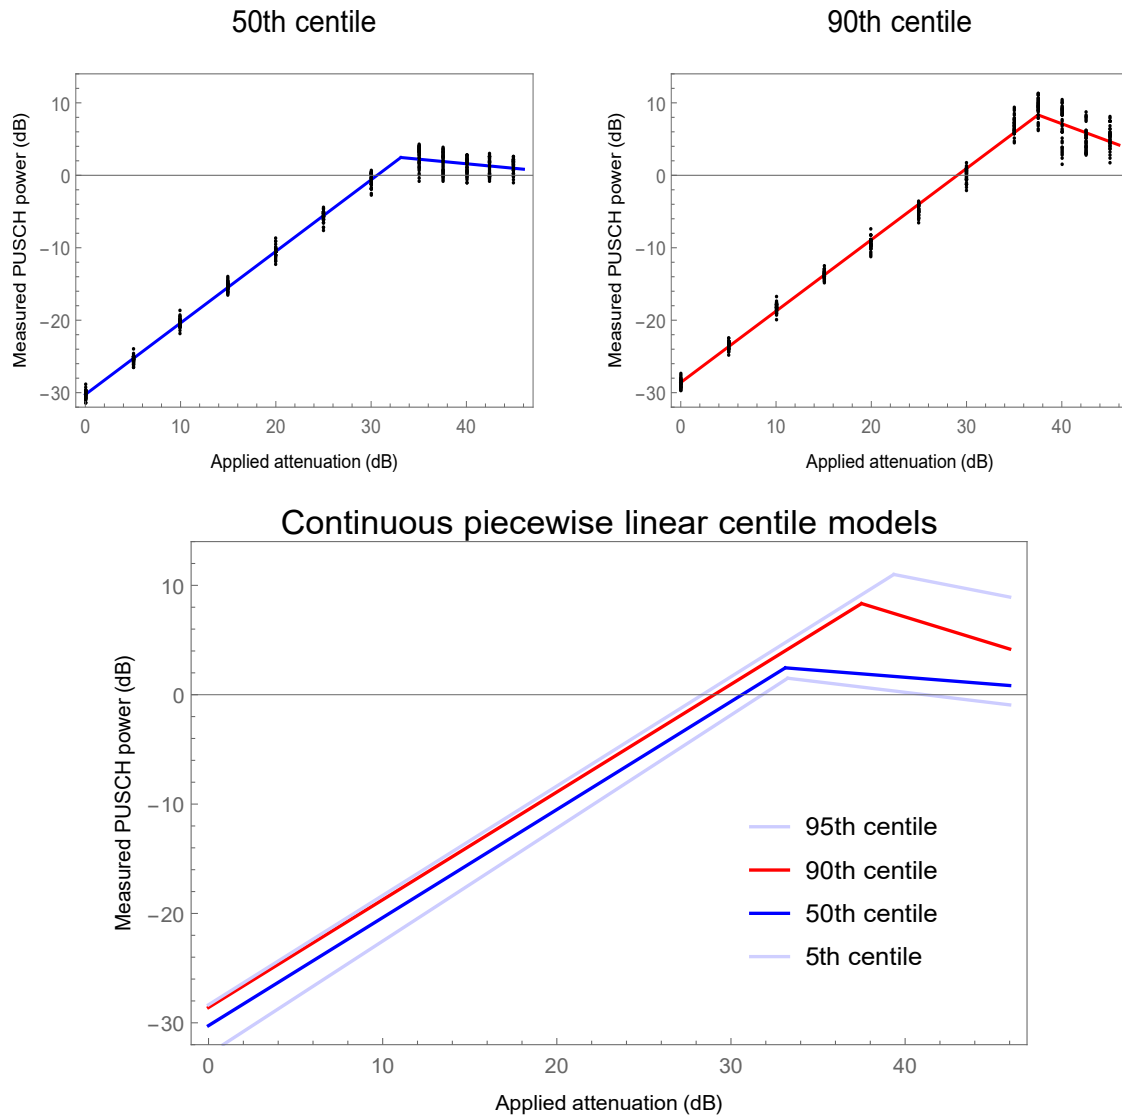 50th centile
90th centile
Measured PUSCH power (dB)
10
0
−10
−20
−30
0 10 20 30 40
Applied attenuation (dB)
Measured PUSCH power (dB)
10
0
−10
−20
−30
0 10 20 30 40
Applied attenuation (dB)
Continuous piecewise linear centile models
Measured PUSCH power (dB)
10
0
−10
−20
−30
0 10 20 30 40
Applied attenuation (dB)
95th centile
90th centile
50th centile
5th centile